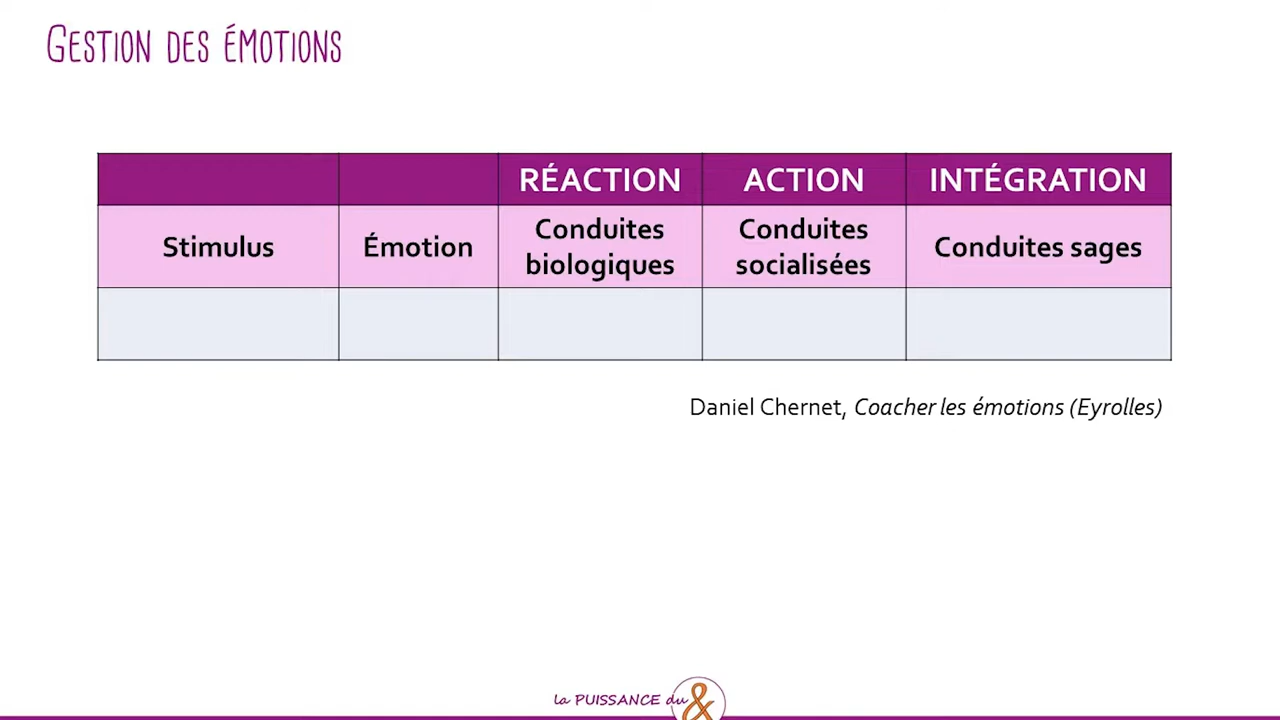 GESTION DES ÉMOTIONS
RÉACTION ACTION INTÉGRATION
Stimulus Émotion Conduites biologiques Conduites socialisées Conduites sages
Daniel Chernet, Coacher les émotions (Eyrolles)
la PUISSANCE du &